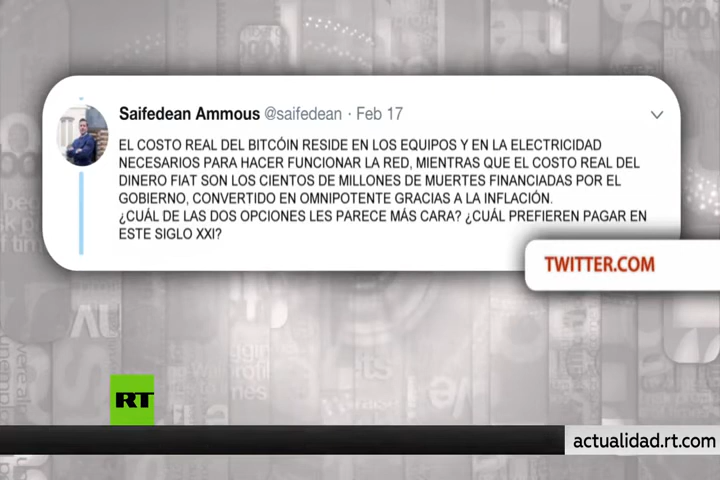 Saifedean Ammous @saifedean · Feb 17
EL COSTO REAL DEL BITCÓIN RESIDE EN LOS EQUIPOS Y EN LA ELECTRICIDAD
NECESARIOS PARA HACER FUNCIONAR LA RED, MIENTRAS QUE EL COSTO REAL DEL
DINERO FIAT SON LOS CIENTOS DE MILLONES DE MUERTES FINANCIADAS POR EL
GOBIERNO, CONVERTIDO EN OMNIPOTENTE GRACIAS A LA INFLACIÓN.
¿CUÁL DE LAS DOS OPCIONES LES PARECE MÁS CARA? ¿CUÁL PREFIEREN PAGAR EN
ESTE SIGLO XXI?
TWITTER.COM
RT
actualidad.rt.com